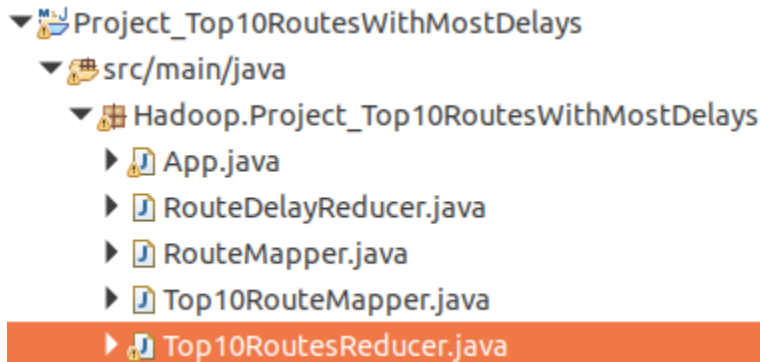 Project_Top10RoutesWithMostDelays
src/main/java
Hadoop.Project_Top10RoutesWithMostDelays
App.java
RouteDelayReducer.java
RouteMapper.java
Top10RouteMapper.java
Top10RoutesReducer.java